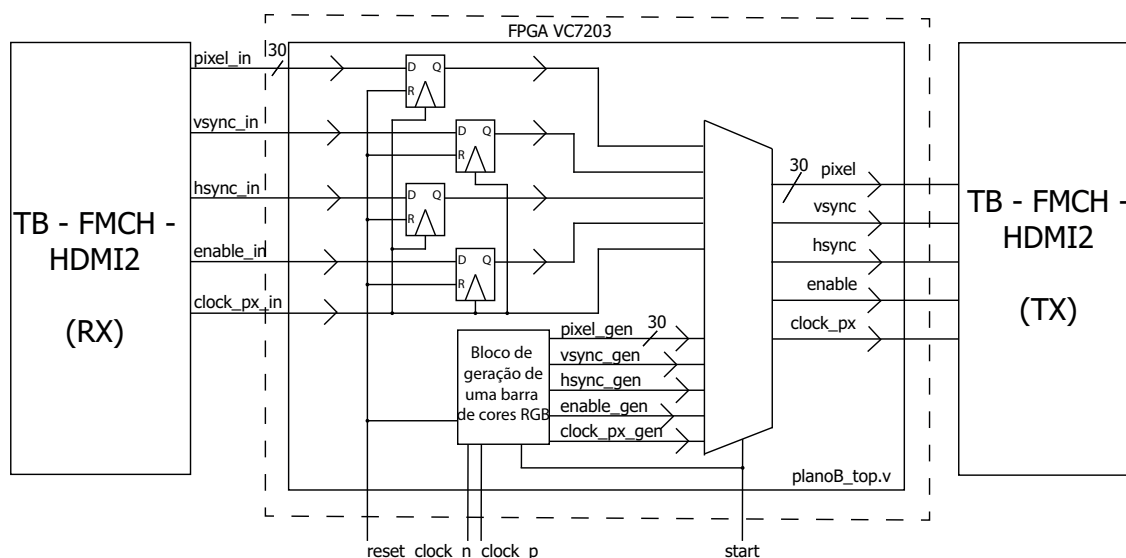 FPGA VC7203
TB - FMCH -
HDMI2
(RX)
pixel_in
30
vsync_in
hsync_in
enable_in
clock_px_in
D Q
R
D Q
R
D Q
R
D Q
R
Bloco de
geração de
uma barra
de cores RGB
pixel_gen
30
vsync_gen
hsync_gen
enable_gen
clock_px_gen
30
pixel
vsync
hsync
enable
clock_px
TB - FMCH -
HDMI2
(TX)
planoB_top.v
reset clock_n clock_p
start